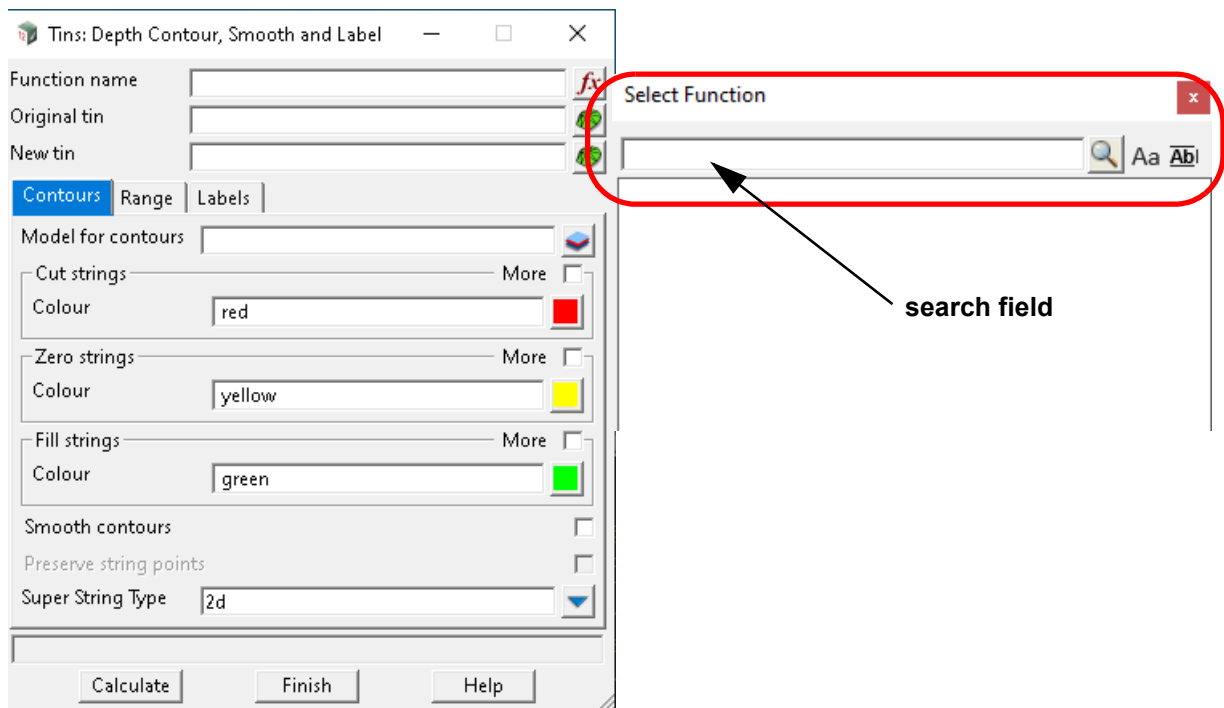 Tins: Depth Contour, Smooth and Label
Function name
fx
Original tin
New tin
Contours Range Labels
Model for contours
Cut strings More
Colour red
Zero strings More
Colour yellow
Fill strings More
Colour green
Smooth contours
Preserve string points
Super String Type 2d
Calculate Finish Help
Select Function
x
Aa Abl
search field